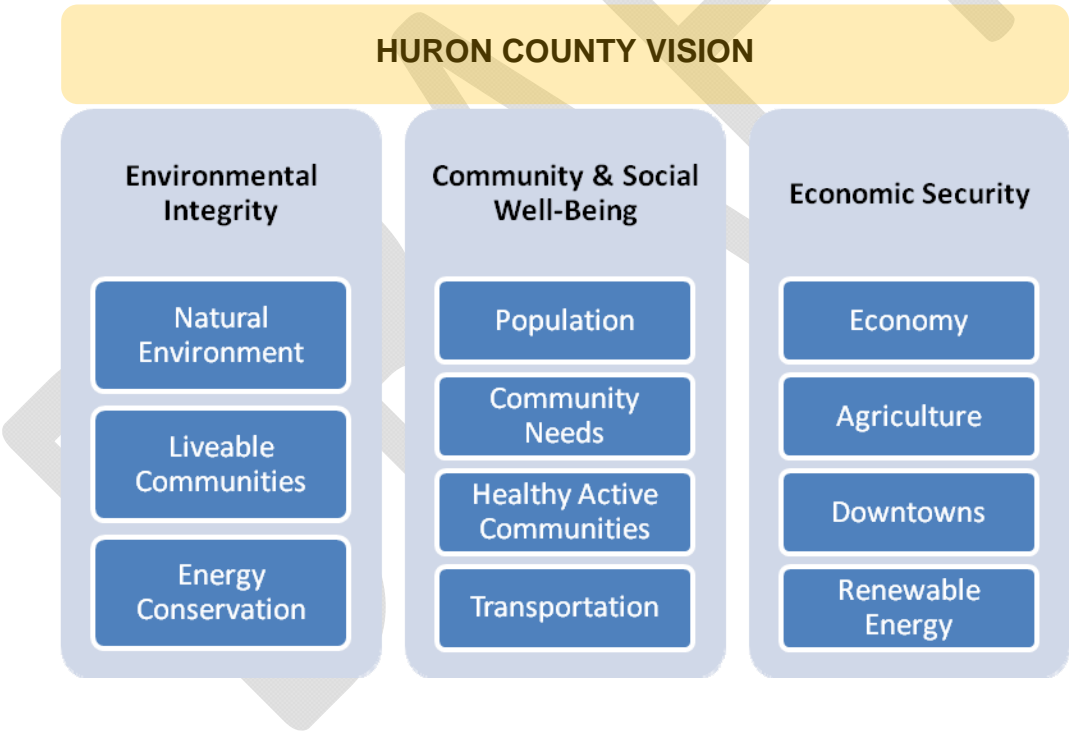 HURON COUNTY VISION
Environmental
Integrity
Natural
Environment
Liveable
Communities
Energy
Conservation
Community & Social
Well-Being
Population
Community
Needs
Healthy Active
Communities
Transportation
Economic Security
Economy
Agriculture
Downtowns
Renewable
Energy